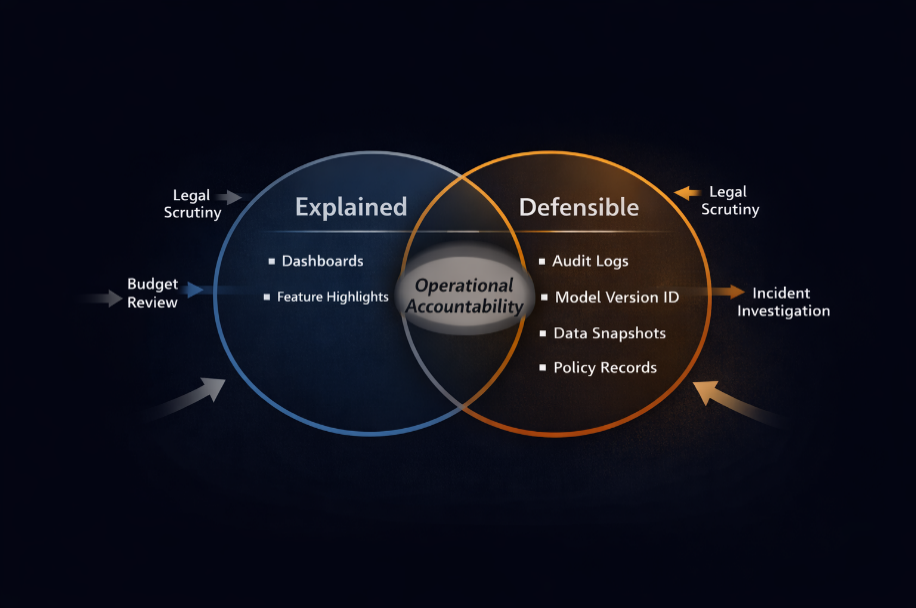 Legal
Scrutiny
Budget
Review
Explained
Dashboards
Feature Highlights
Operational
Accountability
Defensible
Audit Logs
Model Version ID
Data Snapshots
Policy Records
Legal
Scrutiny
Incident
Investigation